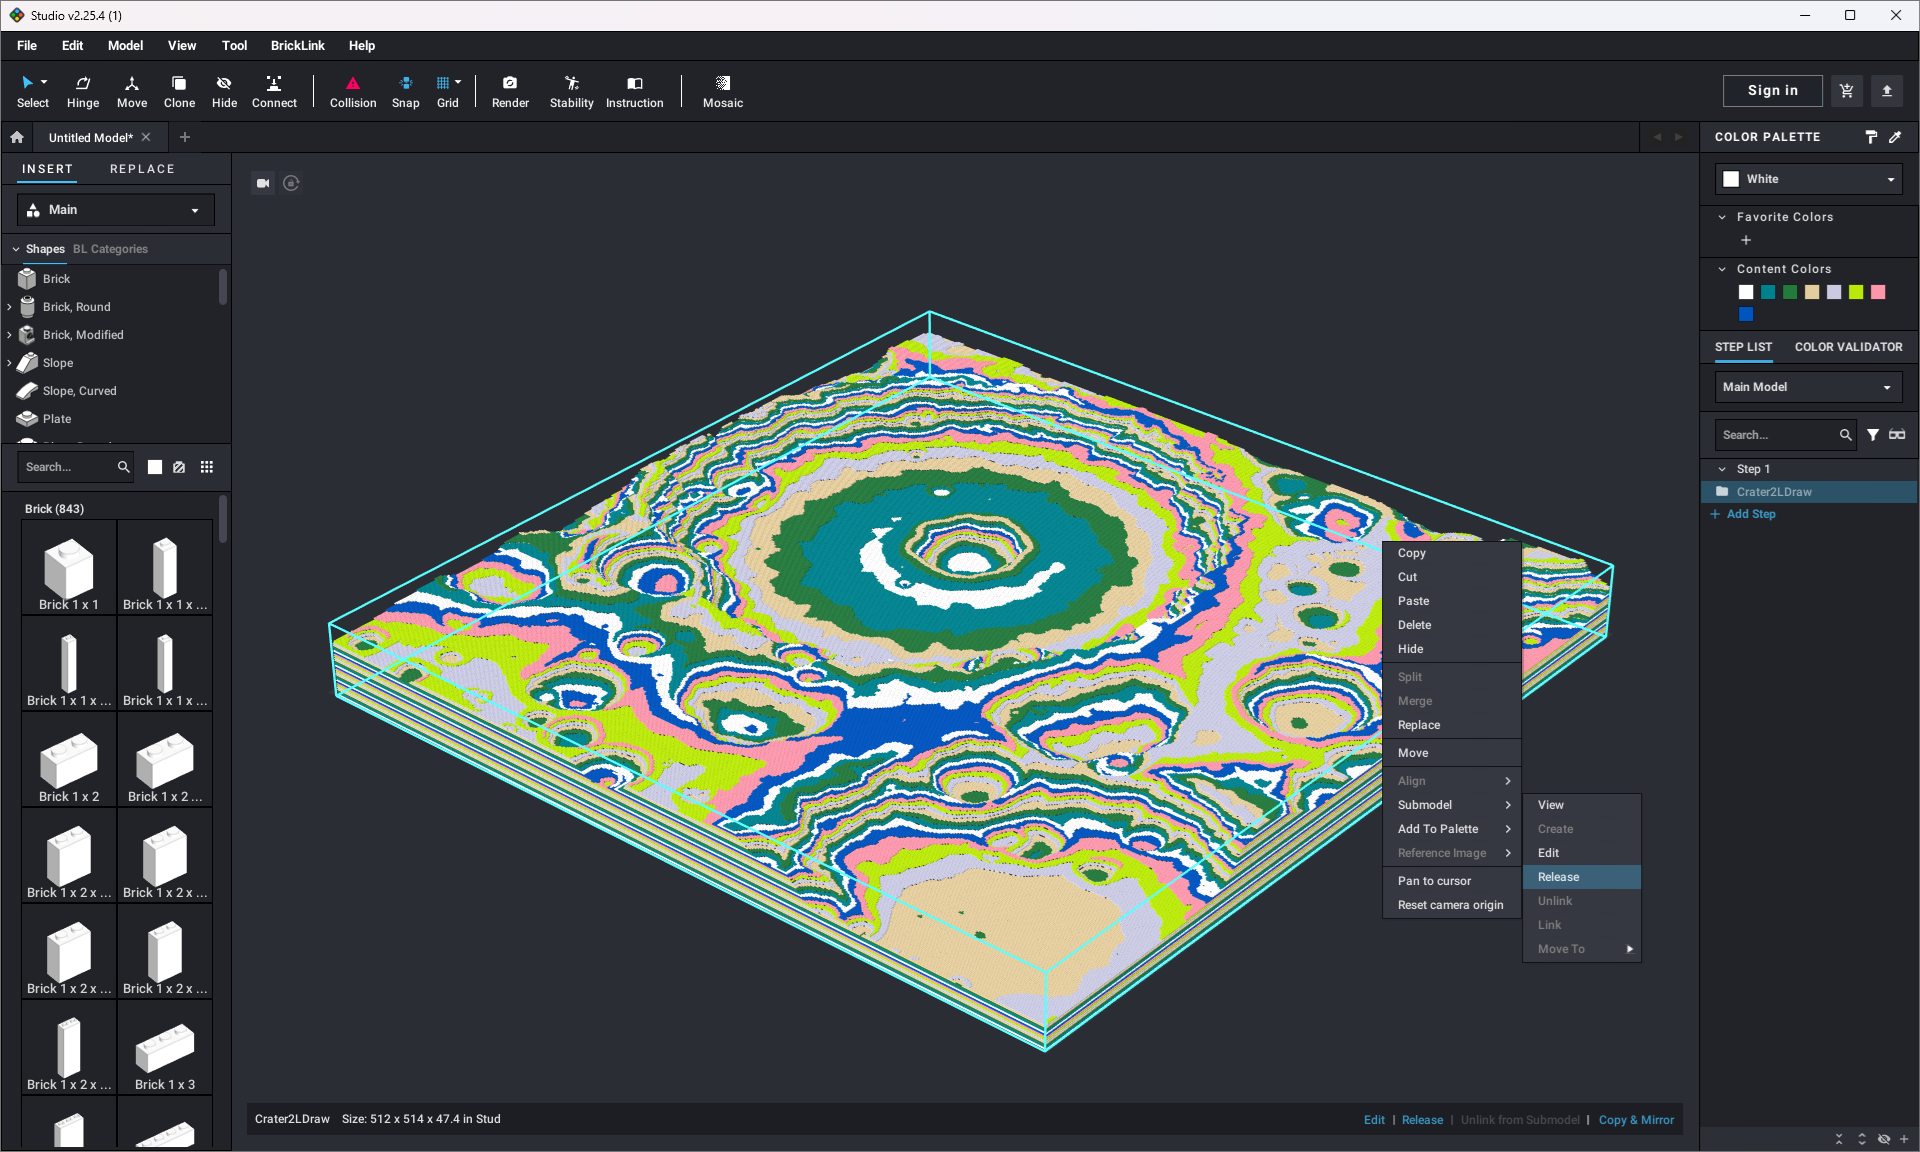 Studio v2.25.4 (1)
File Edit Model View Tool BrickLink Help
Select Hinge Move Clone Hide Connect Collision Snap Grid Render Stability Instruction Mosaic
Sign in
Untitled Model*
INSERT REPLACE
Main
Shapes BL Categories
Brick
Brick, Round
Brick, Modified
Slope
Slope, Curved
Plate
Search...
Brick (843)
Brick 1 x 1 Brick 1 x 1 x ...
Brick 1 x 1 x ... Brick 1 x 1 x ...
Brick 1 x 2 Brick 1 x 2 ...
Brick 1 x 2 x ... Brick 1 x 2 x ...
Brick 1 x 2 x ... Brick 1 x 2 x ...
Brick 1 x 2 x ... Brick 1 x 3
Copy
Cut
Paste
Delete
Hide
Split
Merge
Replace
Move
Align
Submodel
Add To Palette
Reference Image
Pan to cursor
Reset camera origin
View
Create
Edit
Release
Unlink
Link
Move To
Crater2LDraw Size: 512 x 514 x 47.4 in Stud
Edit | Release | Unlink from Submodel | Copy & Mirror
COLOR PALETTE
White
Favorite Colors
Content Colors
STEP LIST COLOR VALIDATOR
Main Model
Search...
Step 1
Crater2LDraw
Add Step